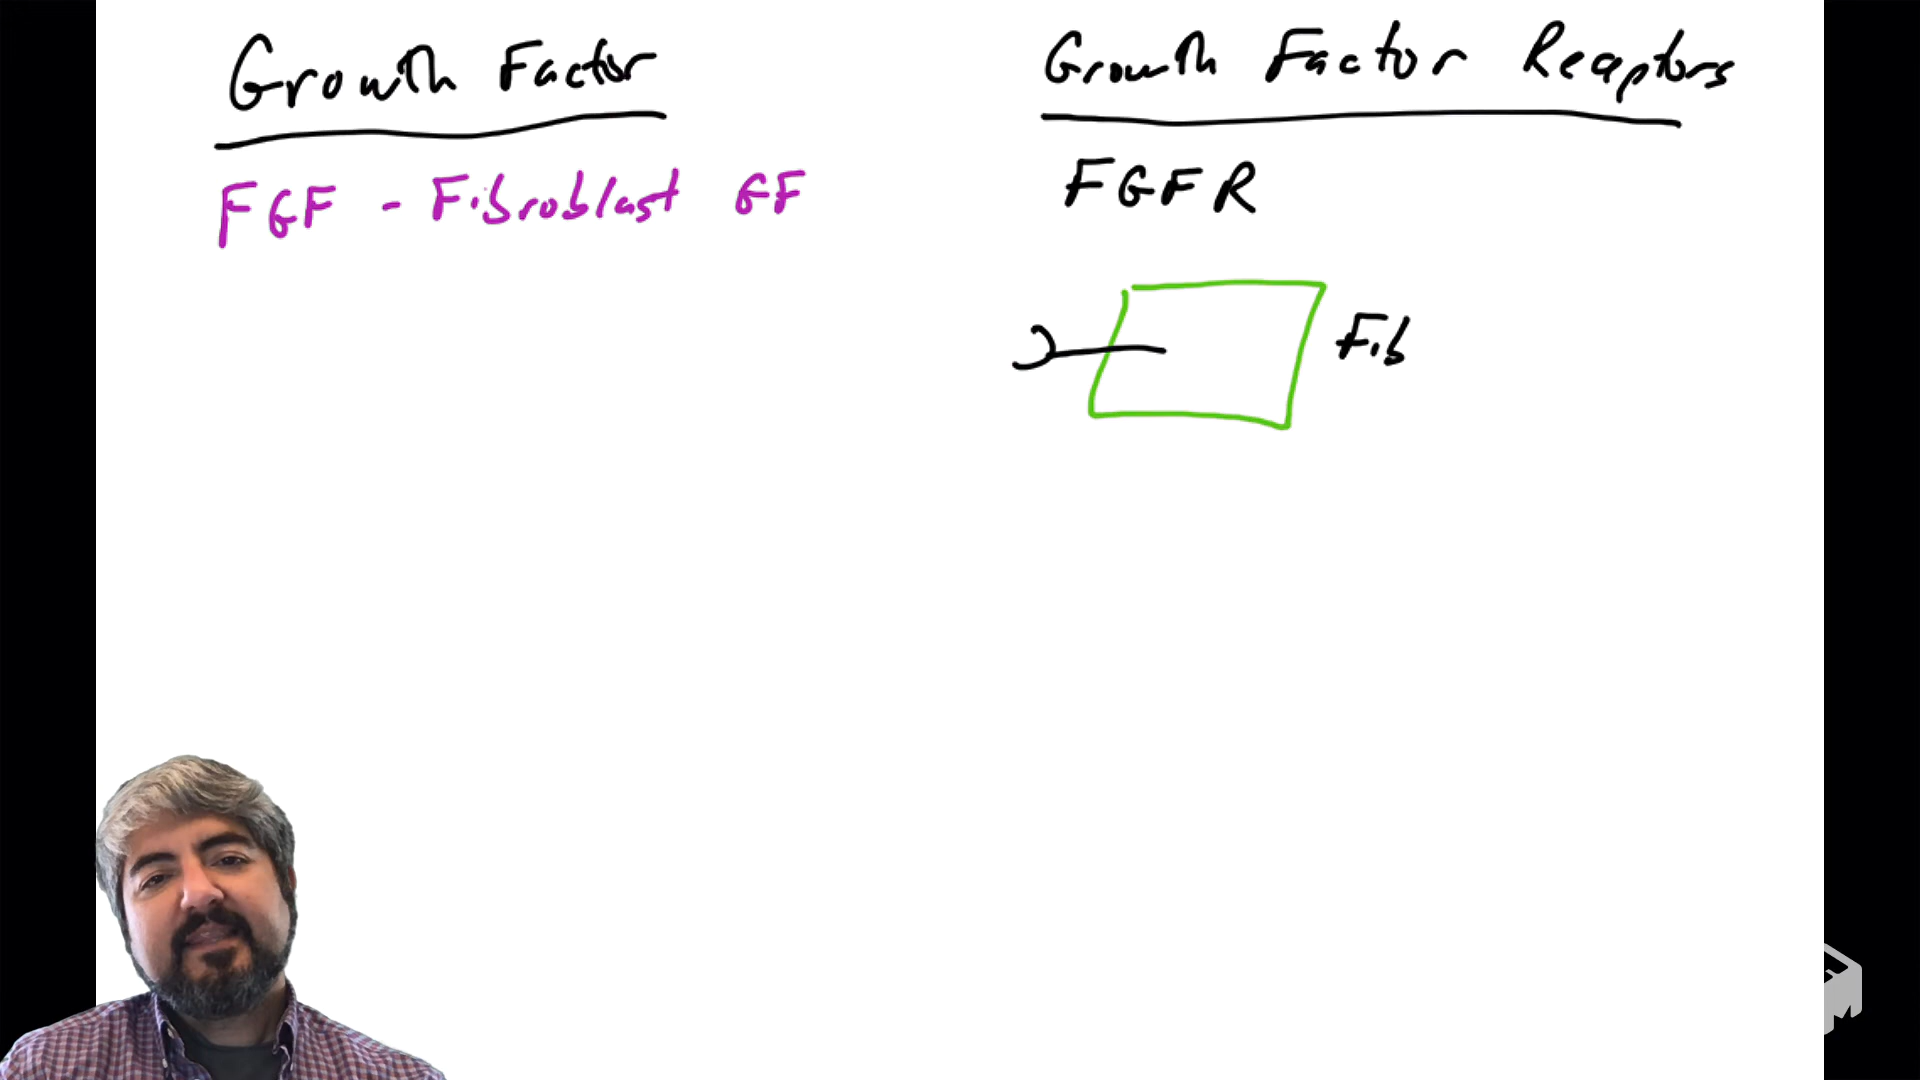 Growth Factor
FGF - Fibroblast GF
Growth Factor Receptors
FGFR
Fib